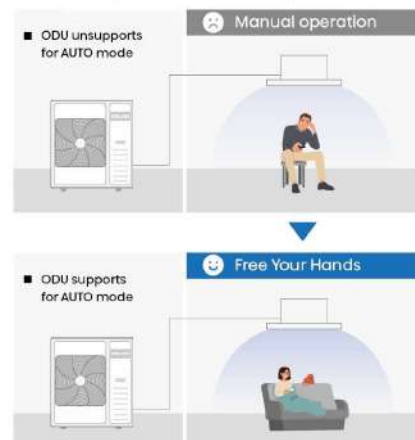 Manual operation
■ ODU unsupports
for AUTO mode
Free Your Hands
■ ODU supports
for AUTO mode